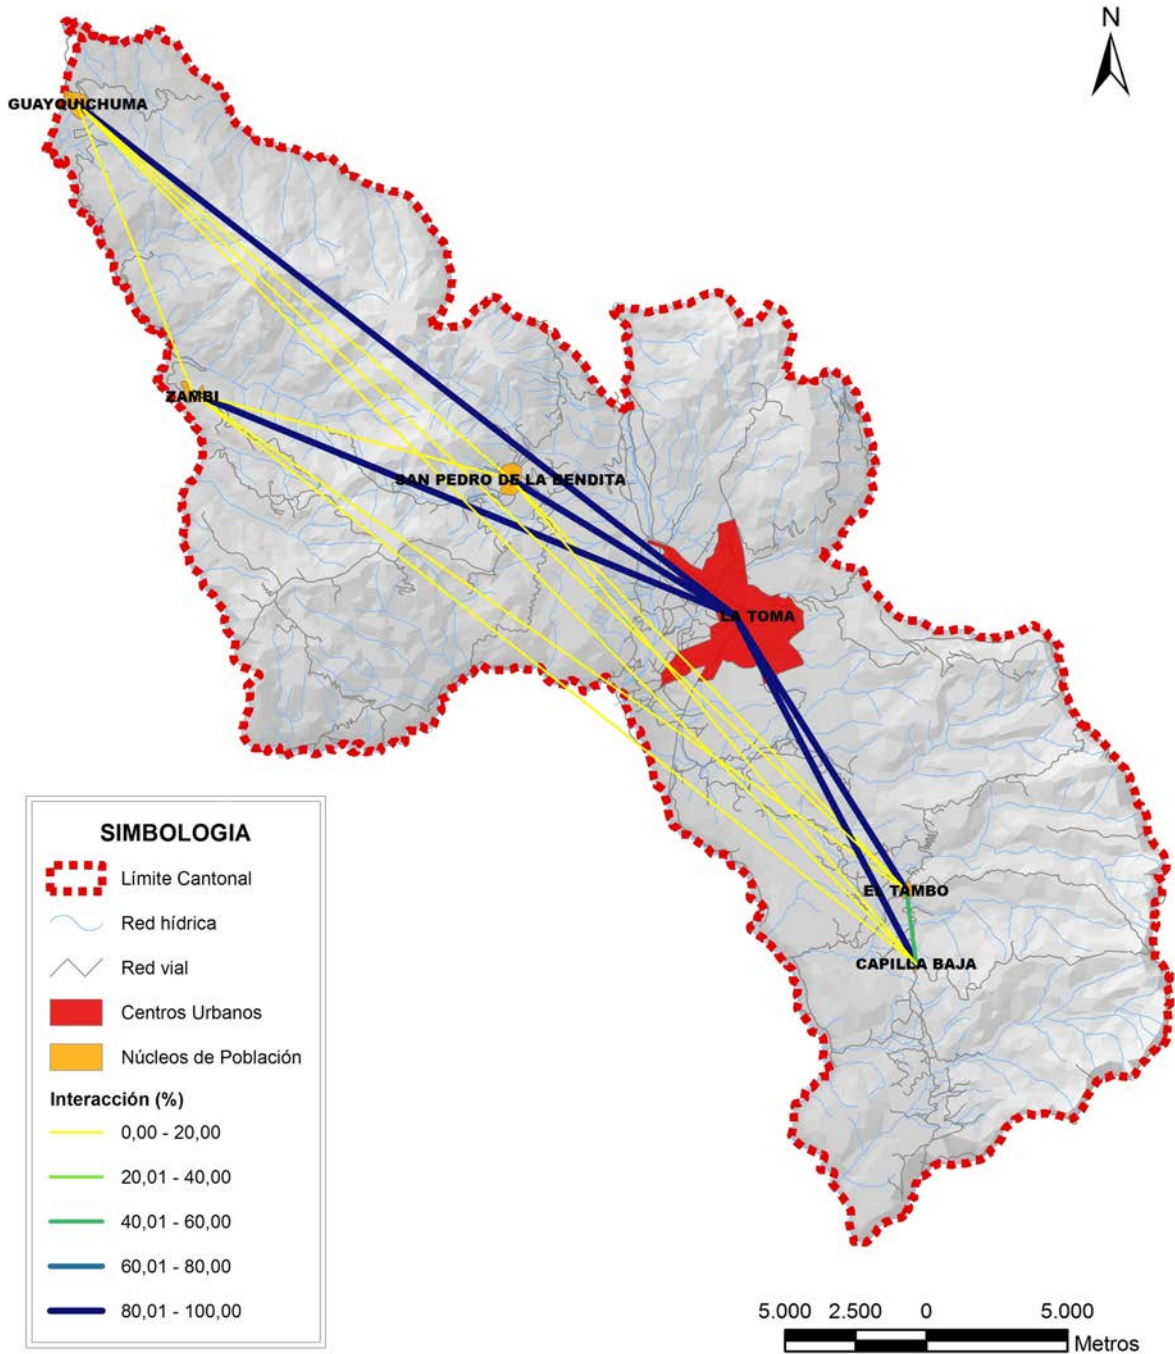 N
GUAYQUICHUMA
ZAMBI
SAN PEDRO DE LA BENDITA
LA TOMA
EL TAMBO
CAPILLA BAJA
SIMBOLOGIA
Límite Cantonal
Red hídrica
Red vial
Centros Urbanos
Núcleos de Población
Interacción (%)
0,00 - 20,00
20,01 - 40,00
40,01 - 60,00
60,01 - 80,00
80,01 - 100,00
5.000 2.500 0 5.000
Metros